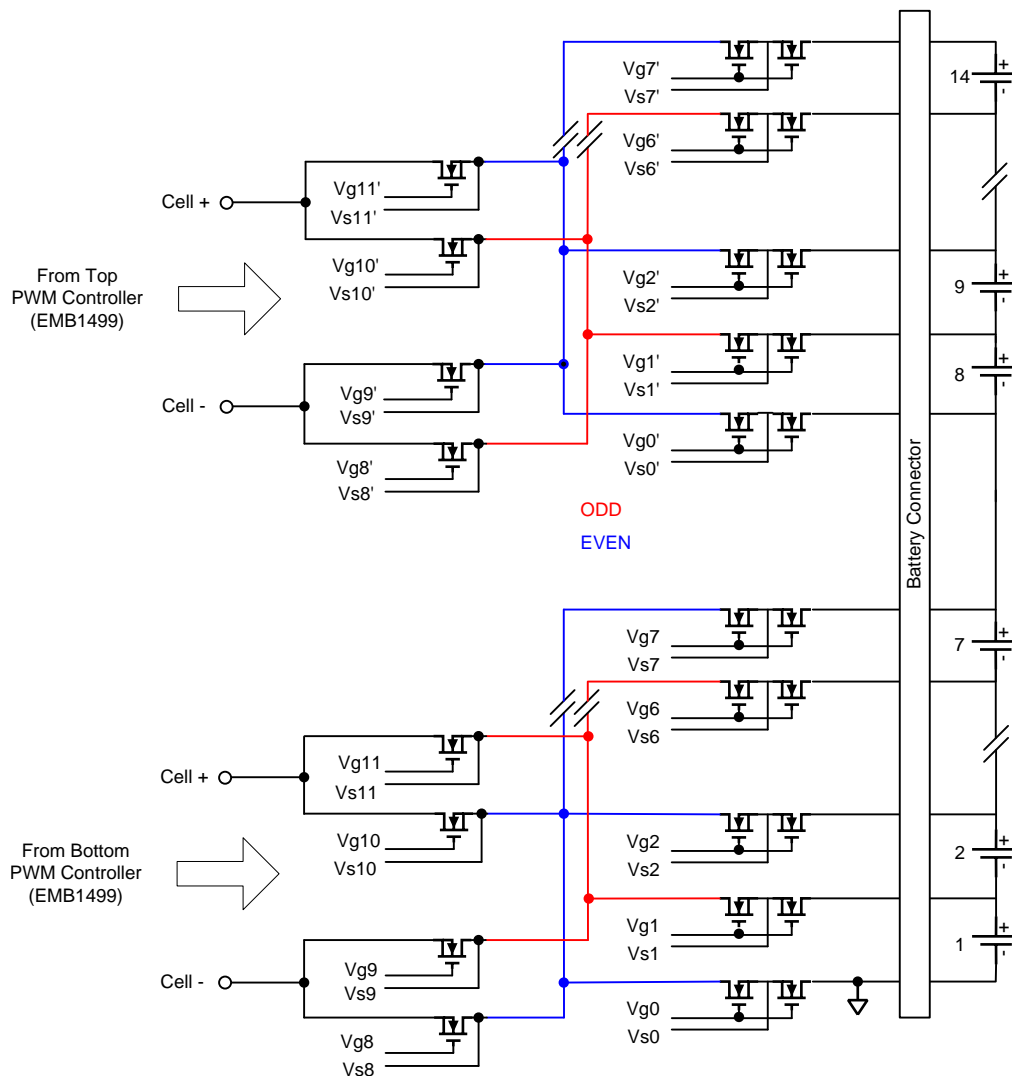 Vg7'
Vs7'
14
+
-
Vg6'
Vs6'
Vg11'
Vs11'
Cell +
Vg10'
Vs10'
From Top
PWM Controller
(EMB1499)
Vg2'
Vs2'
9
+
-
Vg1'
Vs1'
8
+
-
Vg9'
Vs9'
Cell -
Vg0'
Vs0'
Vg8'
Vs8'
ODD
EVEN
Battery Connector
Vg7
Vs7
7
+
-
Vg6
Vs6
Vg11
Vs11
Cell +
Vg10
Vs10
From Bottom
PWM Controller
(EMB1499)
Vg2
Vs2
2
+
-
Vg1
Vs1
1
+
-
Vg9
Vs9
Cell -
Vg0
Vs0
Vg8
Vs8